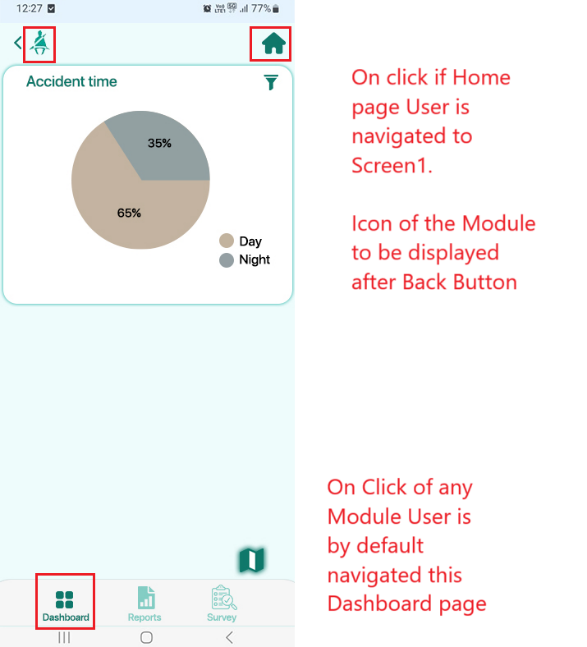 12:27
77%
Accident time
35%
65%
Day
Night
Dashboard
Reports
Survey
On click if Home
page User is
navigated to
Screen1.
Icon of the Module
to be displayed
after Back Button
On Click of any
Module User is
by default
navigated this
Dashboard page